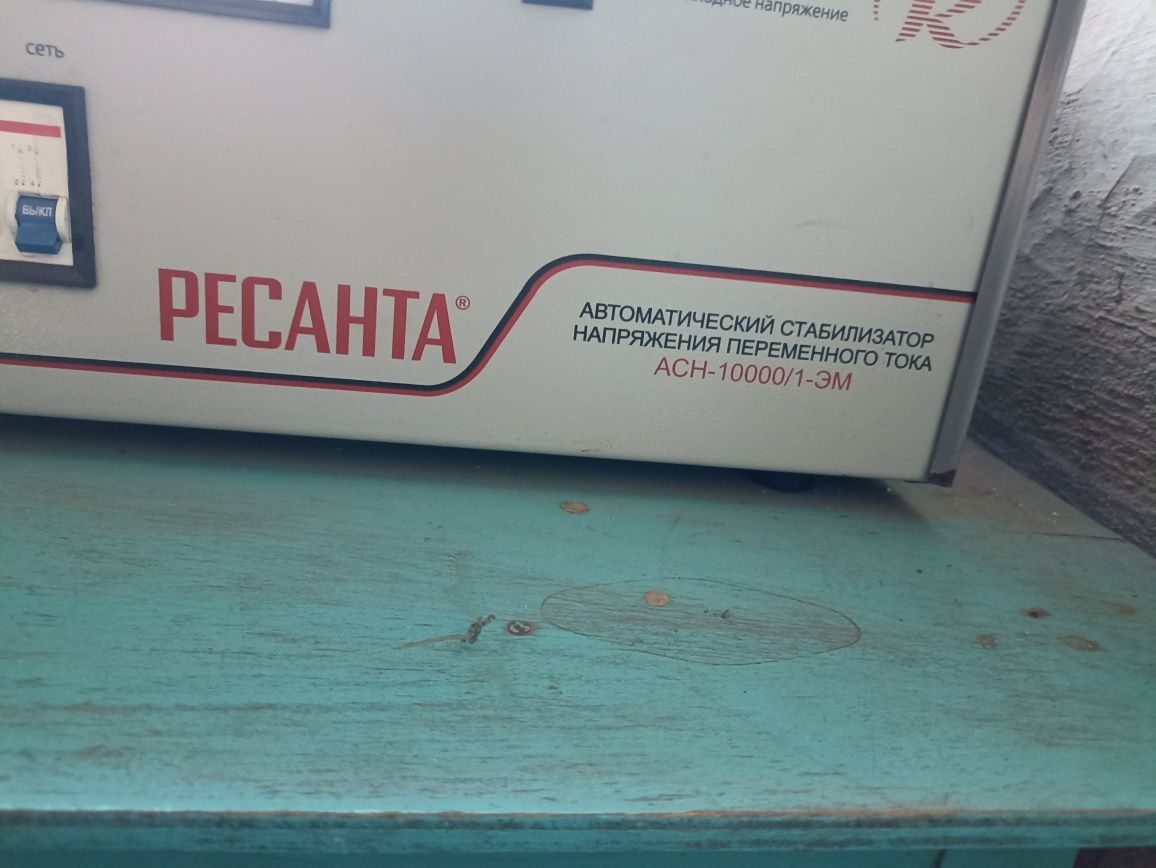 напряжение
сеть
ВЫКЛ
РЕСАНТА®
АВТОМАТИЧЕСКИЙ СТАБИЛИЗАТОР
НАПРЯЖЕНИЯ ПЕРЕМЕННОГО ТОКА
АСН-10000/1-ЭМ